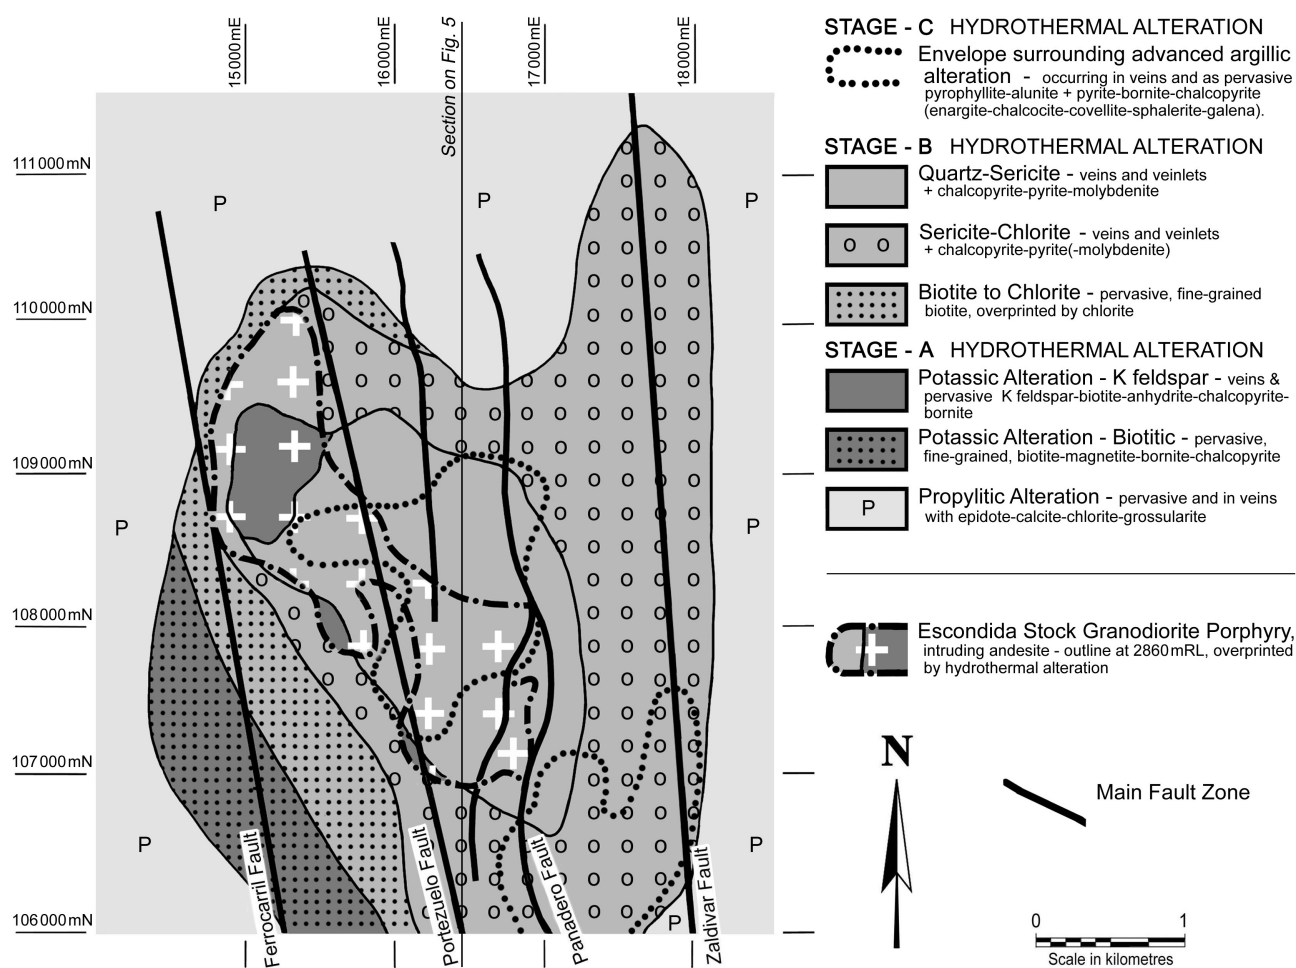 15000mE
16000mE
Section on Fig. 5
17000mE
18000mE
111000mN
110000mN
109000mN
108000mN
107000mN
106000mN
P
P
P
P
P
P
P
P
Ferrocarril Fault
Portezuelo Fault
Panadero Fault
Zaldivar Fault
STAGE - C HYDROTHERMAL ALTERATION
Envelope surrounding advanced argillic
alteration - occurring in veins and as pervasive
pyrophyllite-alunite + pyrite-bornite-chalcopyrite
(enargite-chalcocite-covellite-sphalerite-galena).
STAGE - B HYDROTHERMAL ALTERATION
Quartz-Sericite - veins and veinlets
+ chalcopyrite-pyrite-molybdenite
Sericite-Chlorite - veins and veinlets
+ chalcopyrite-pyrite(-molybdenite)
Biotite to Chlorite - pervasive, fine-grained
biotite, overprinted by chlorite
STAGE - A HYDROTHERMAL ALTERATION
Potassic Alteration - K feldspar - veins &
pervasive K feldspar-biotite-anhydrite-chalcopyrite-
bornite
Potassic Alteration - Biotitic - pervasive,
fine-grained, biotite-magnetite-bornite-chalcopyrite
P
Propylitic Alteration - pervasive and in veins
with epidote-calcite-chlorite-grossularite
Escondida Stock Granodiorite Porphyry,
intruding andesite - outline at 2860mRL, overprinted
by hydrothermal alteration
N
Main Fault Zone
0 1
Scale in kilometres